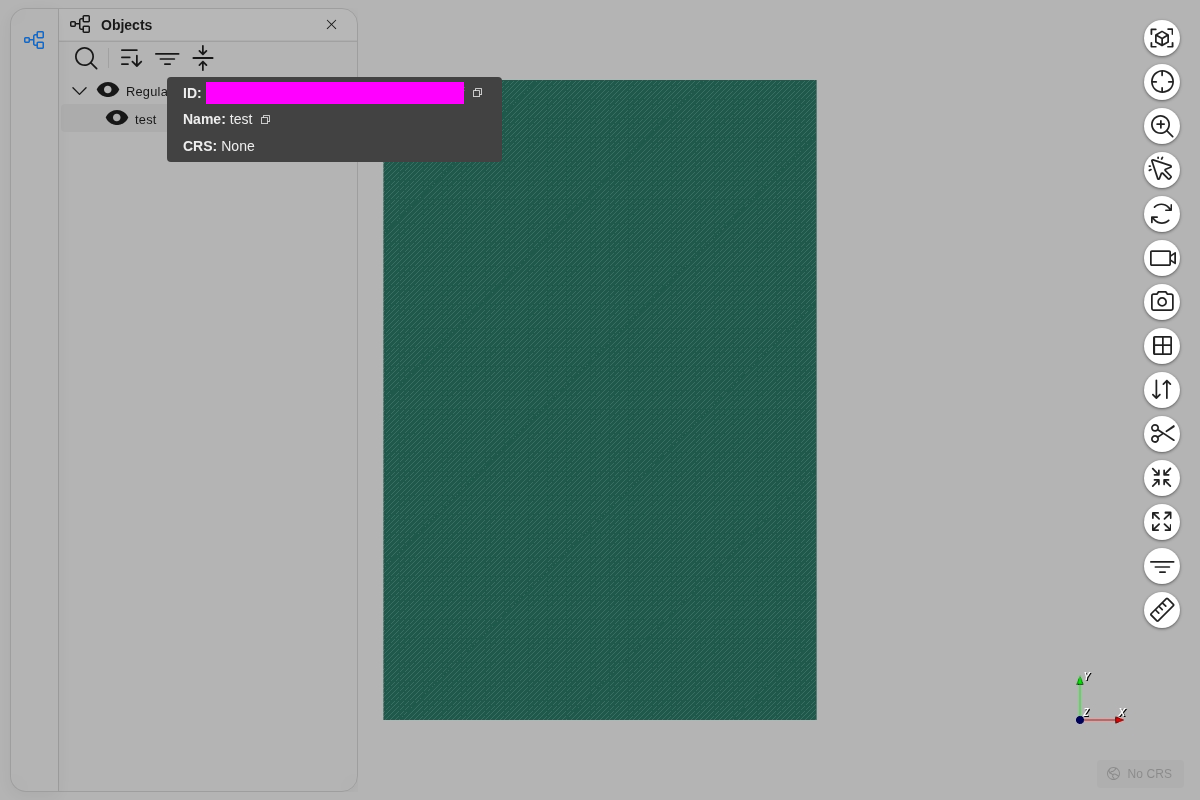 Objects
Regula
test
ID:
Name: test
CRS: None
Y
Z
X
No CRS